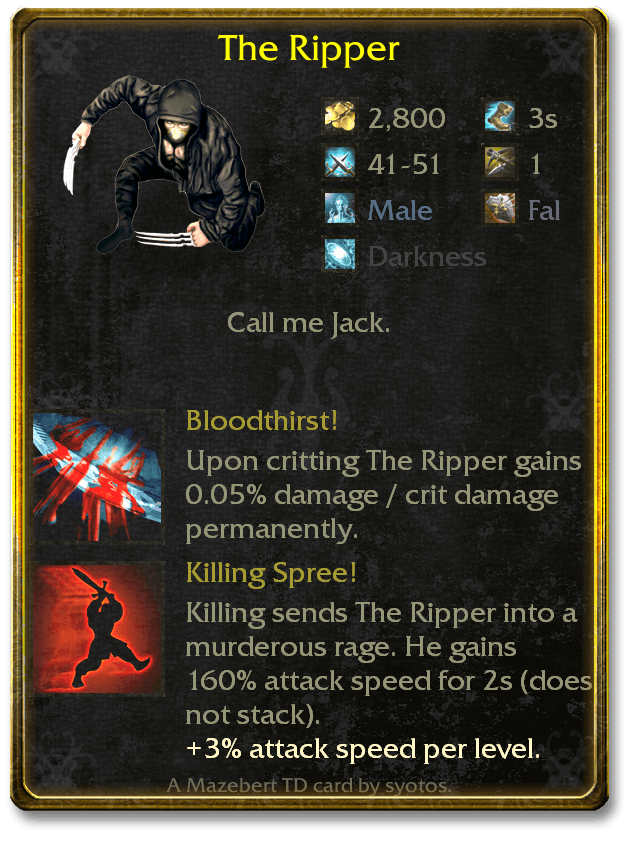 The Ripper
2,800 3s
41-51 1
Male Fal
Darkness
Call me Jack.
Bloodthirst!
Upon critting The Ripper gains
0.05% damage / crit damage
permanently.
Killing Spree!
Killing sends The Ripper into a
murderous rage. He gains
160% attack speed for 2s (does
not stack).
+3% attack speed per level.
A Mazebert TD card by syotos.